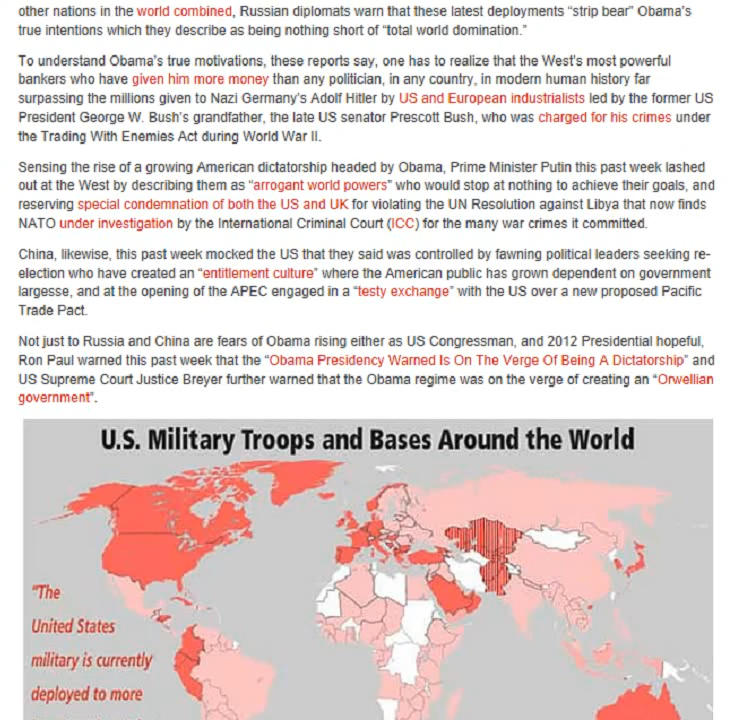 other nations in the world combined, Russian diplomats warn that these latest deployments “strip bear” Obama’s
true intentions which they describe as being nothing short of “total world domination.”
To understand Obama’s true motivations, these reports say, one has to realize that the West’s most powerful
bankers who have given him more money than any politician, in any country, in modern human history far
surpassing the millions given to Nazi Germany’s Adolf Hitler by US and European industrialists led by the former US
President George W. Bush’s grandfather, the late US senator Prescott Bush, who was charged for his crimes under
the Trading With Enemies Act during World War II.
Sensing the rise of a growing American dictatorship headed by Obama, Prime Minister Putin this past week lashed
out at the West by describing them as “arrogant world powers” who would stop at nothing to achieve their goals, and
reserving special condemnation of both the US and UK for violating the UN Resolution against Libya that now finds
NATO under investigation by the International Criminal Court (ICC) for the many war crimes it committed.
China, likewise, this past week mocked the US that they said was controlled by fawning political leaders seeking re-
election who have created an “entitlement culture” where the American public has grown dependent on government
largesse, and at the opening of the APEC engaged in a “testy exchange” with the US over a new proposed Pacific
Trade Pact.
Not just to Russia and China are fears of Obama rising either as US Congressman, and 2012 Presidential hopeful,
Ron Paul warned this past week that the “Obama Presidency Warned Is On The Verge Of Being A Dictatorship” and
US Supreme Court Justice Breyer further warned that the Obama regime was on the verge of creating an “Orwellian
government”.
U.S. Military Troops and Bases Around the World
"The
United States
military is currently
deployed to more